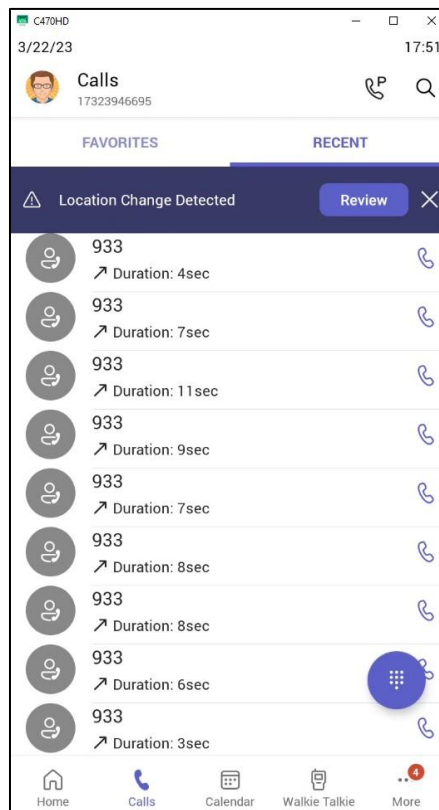 C470HD
3/22/23 17:51
Calls P
17323946695
FAVORITES RECENT
Location Change Detected Review
933
Duration: 4sec
933
Duration: 7sec
933
Duration: 11sec
933
Duration: 9sec
933
Duration: 7sec
933
Duration: 8sec
933
Duration: 8sec
933
Duration: 6sec
933
Duration: 3sec
4
Home Calls Calendar Walkie Talkie More